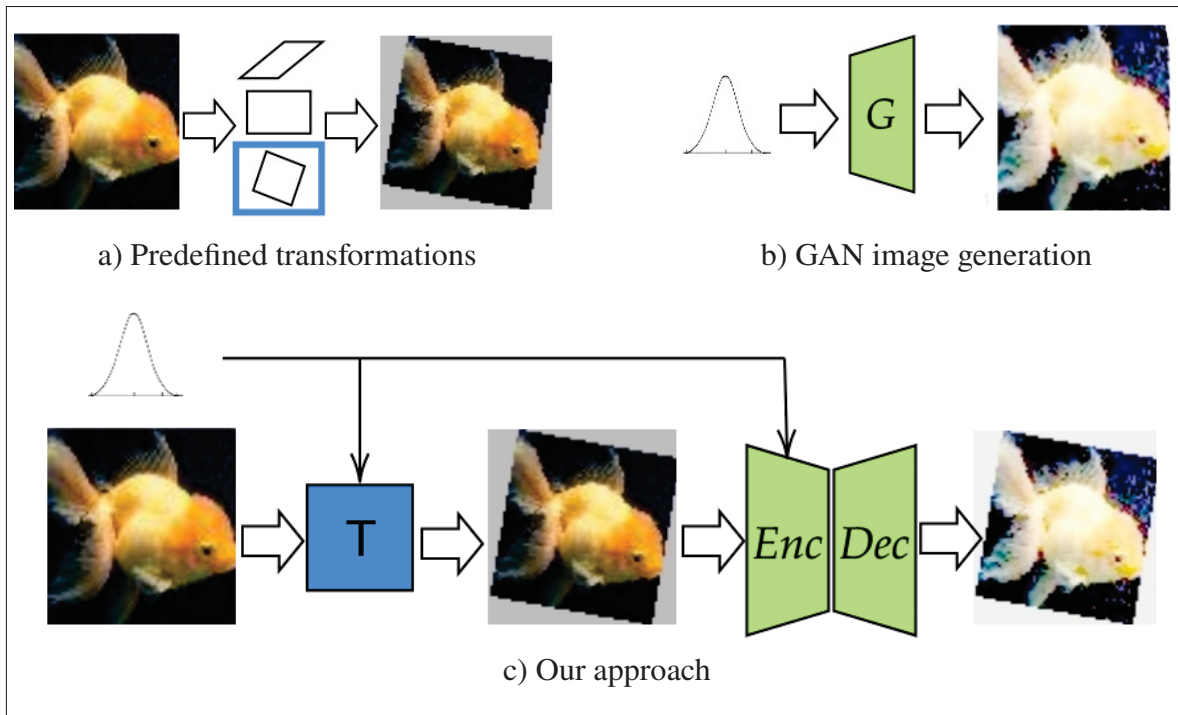 G
a) Predefined transformations
b) GAN image generation
T
Enc Dec
c) Our approach